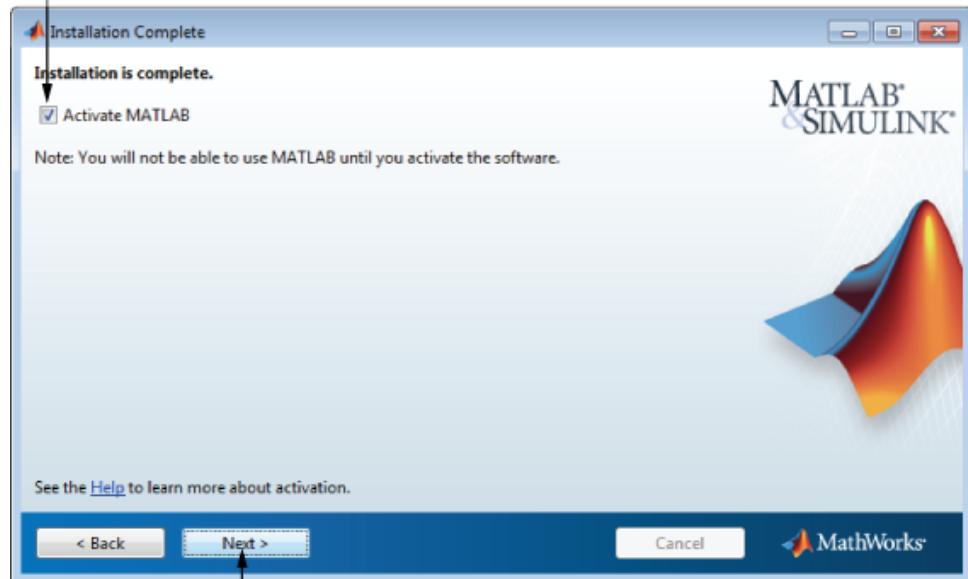 Installation Complete
Installation is complete.
Activate MATLAB
Note: You will not be able to use MATLAB until you activate the software.
MATLAB®
&SIMULINK®
See the Help to learn more about activation.
< Back
Next >
Cancel
MathWorks®